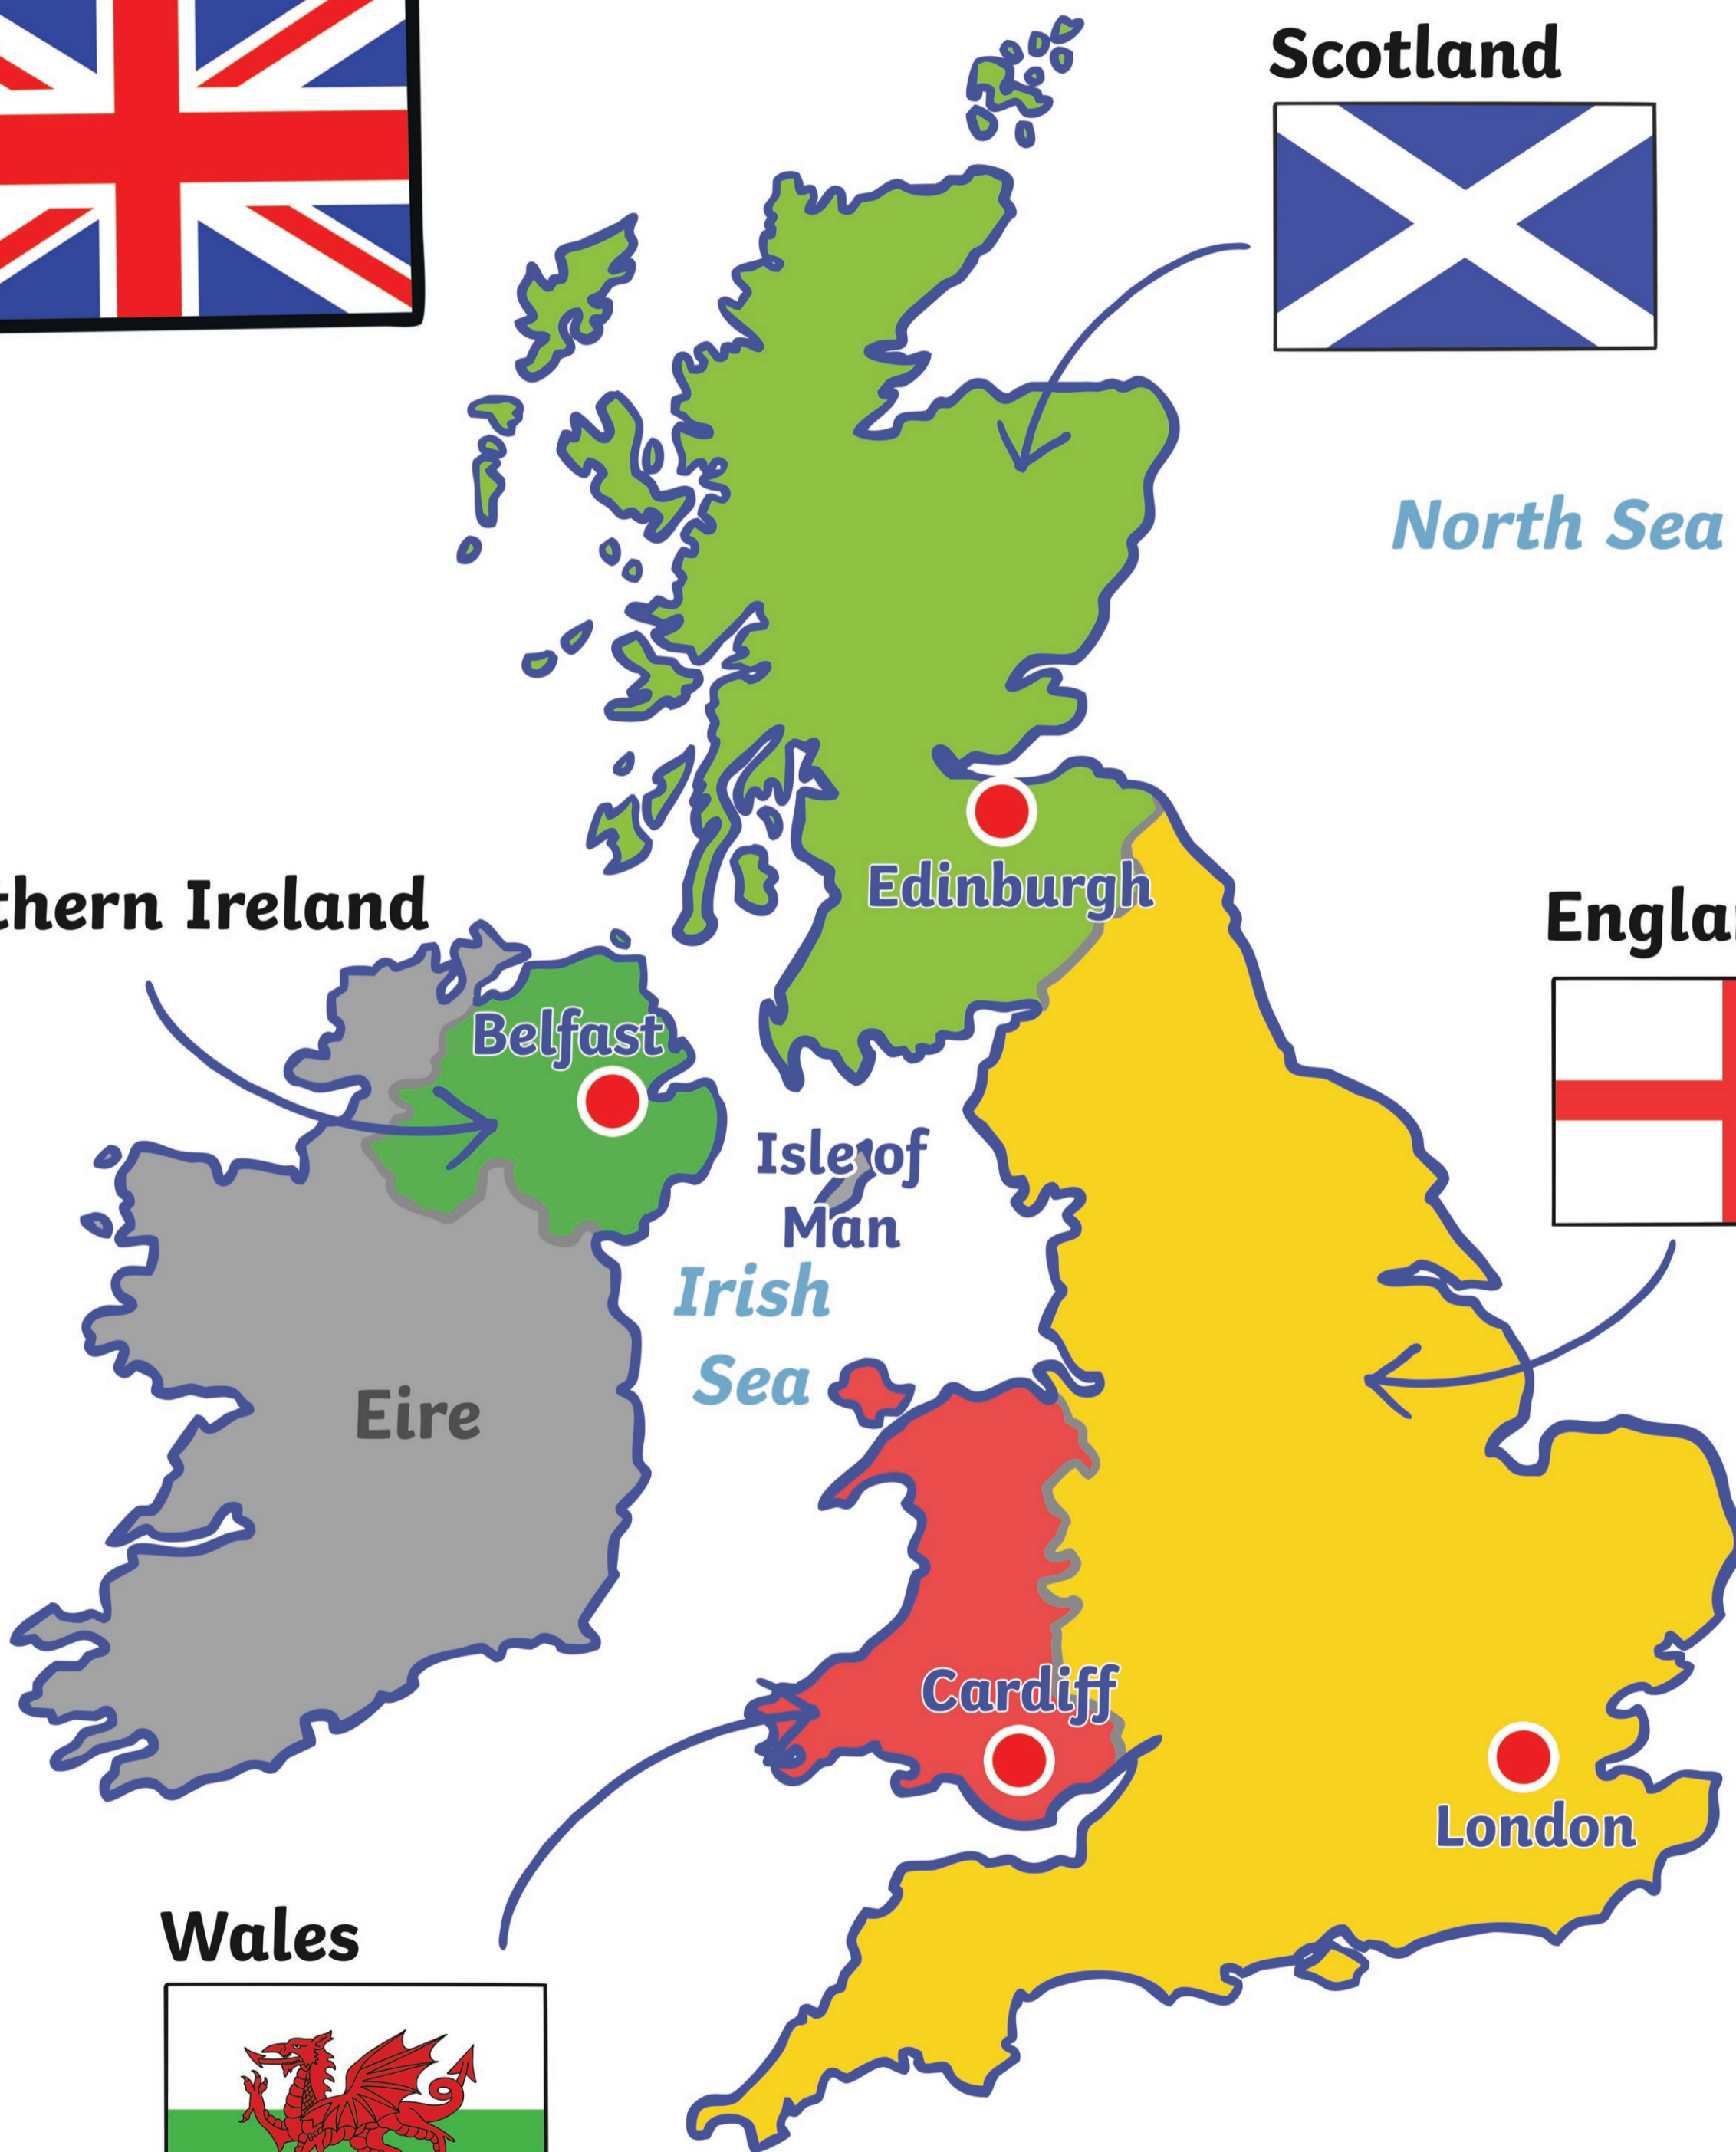 Scotland
North Sea
Edinburgh
thern Ireland
Engla
Belfast
Isle of
Man
Irish
Sea
Eire
Cardiff
London
Wales